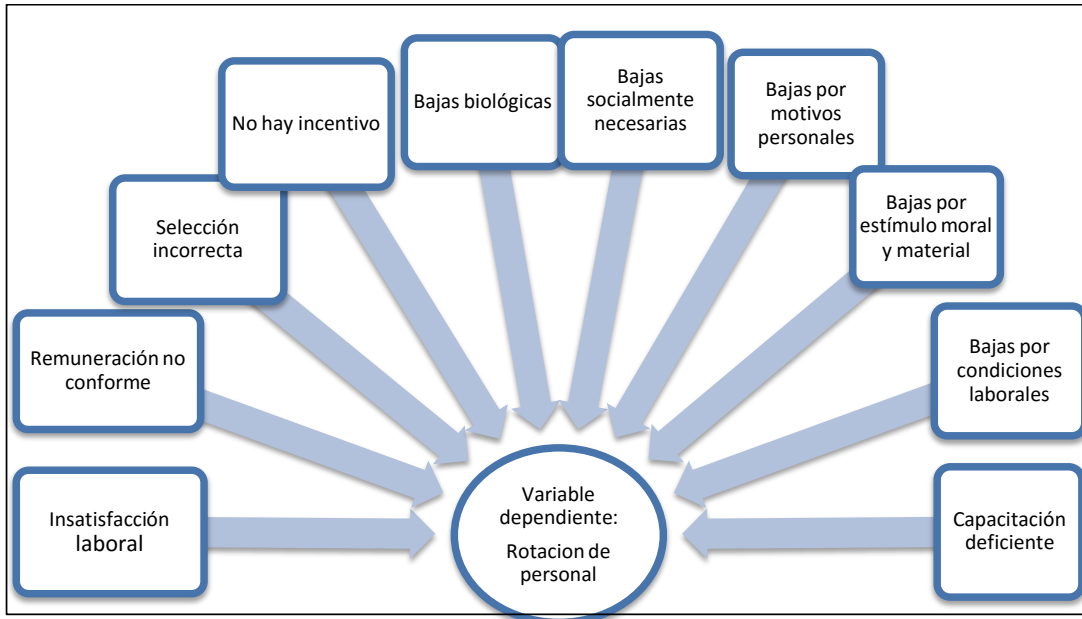 Insatisfacción
laboral
Remuneración no
conforme
Selección
incorrecta
No hay incentivo
Bajas biológicas
Bajas
socialmente
necesarias
Bajas por
motivos
personales
Bajas por
estímulo moral
y material
Bajas por
condiciones
laborales
Capacitación
deficiente
Variable
dependiente:
Rotacion de
personal